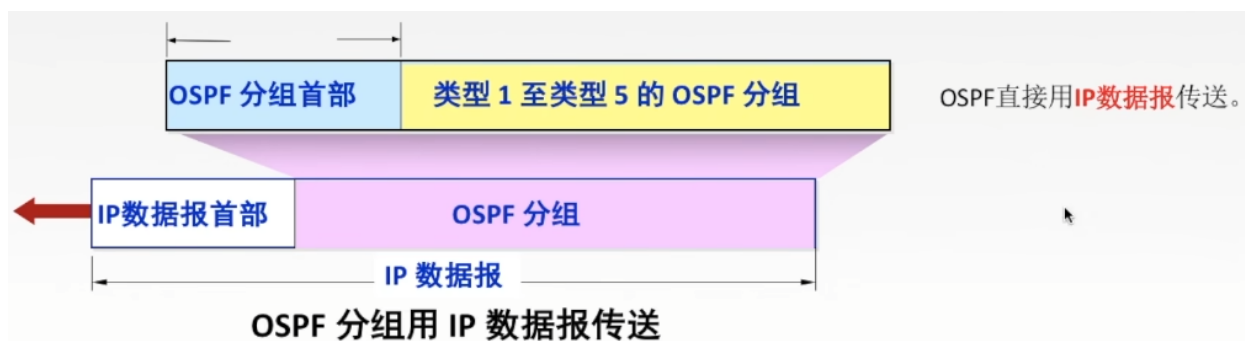 OSPF 分组首部
类型 1 至类型 5 的 OSPF 分组
OSPF直接用IP数据报传送。
IP数据报首部
OSPF 分组
IP 数据报
OSPF 分组用 IP 数据报传送